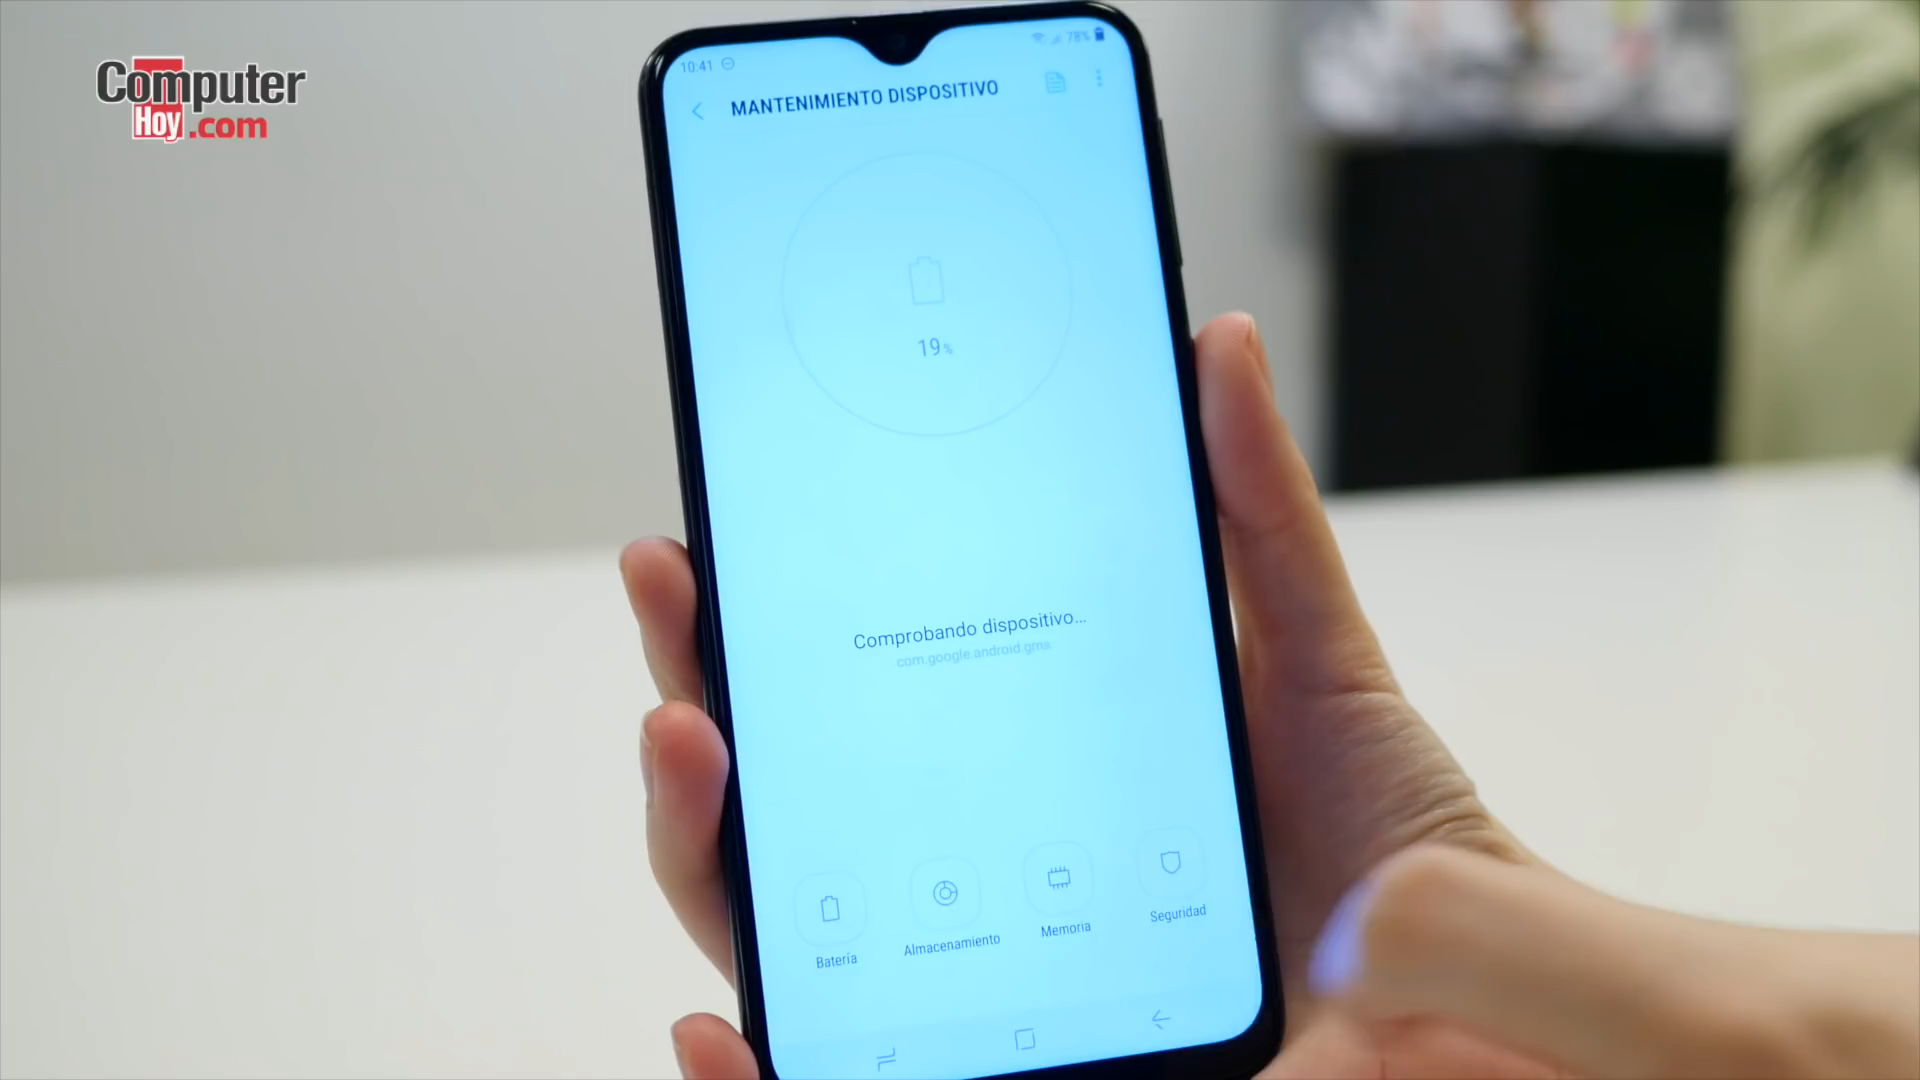 Computer
Hoy.com
10:41
78%
MANTENIMIENTO DISPOSITIVO
19%
Comprobando dispositivo...
com.google.android.gms
Batería
Almacenamiento
Memoria
Seguridad